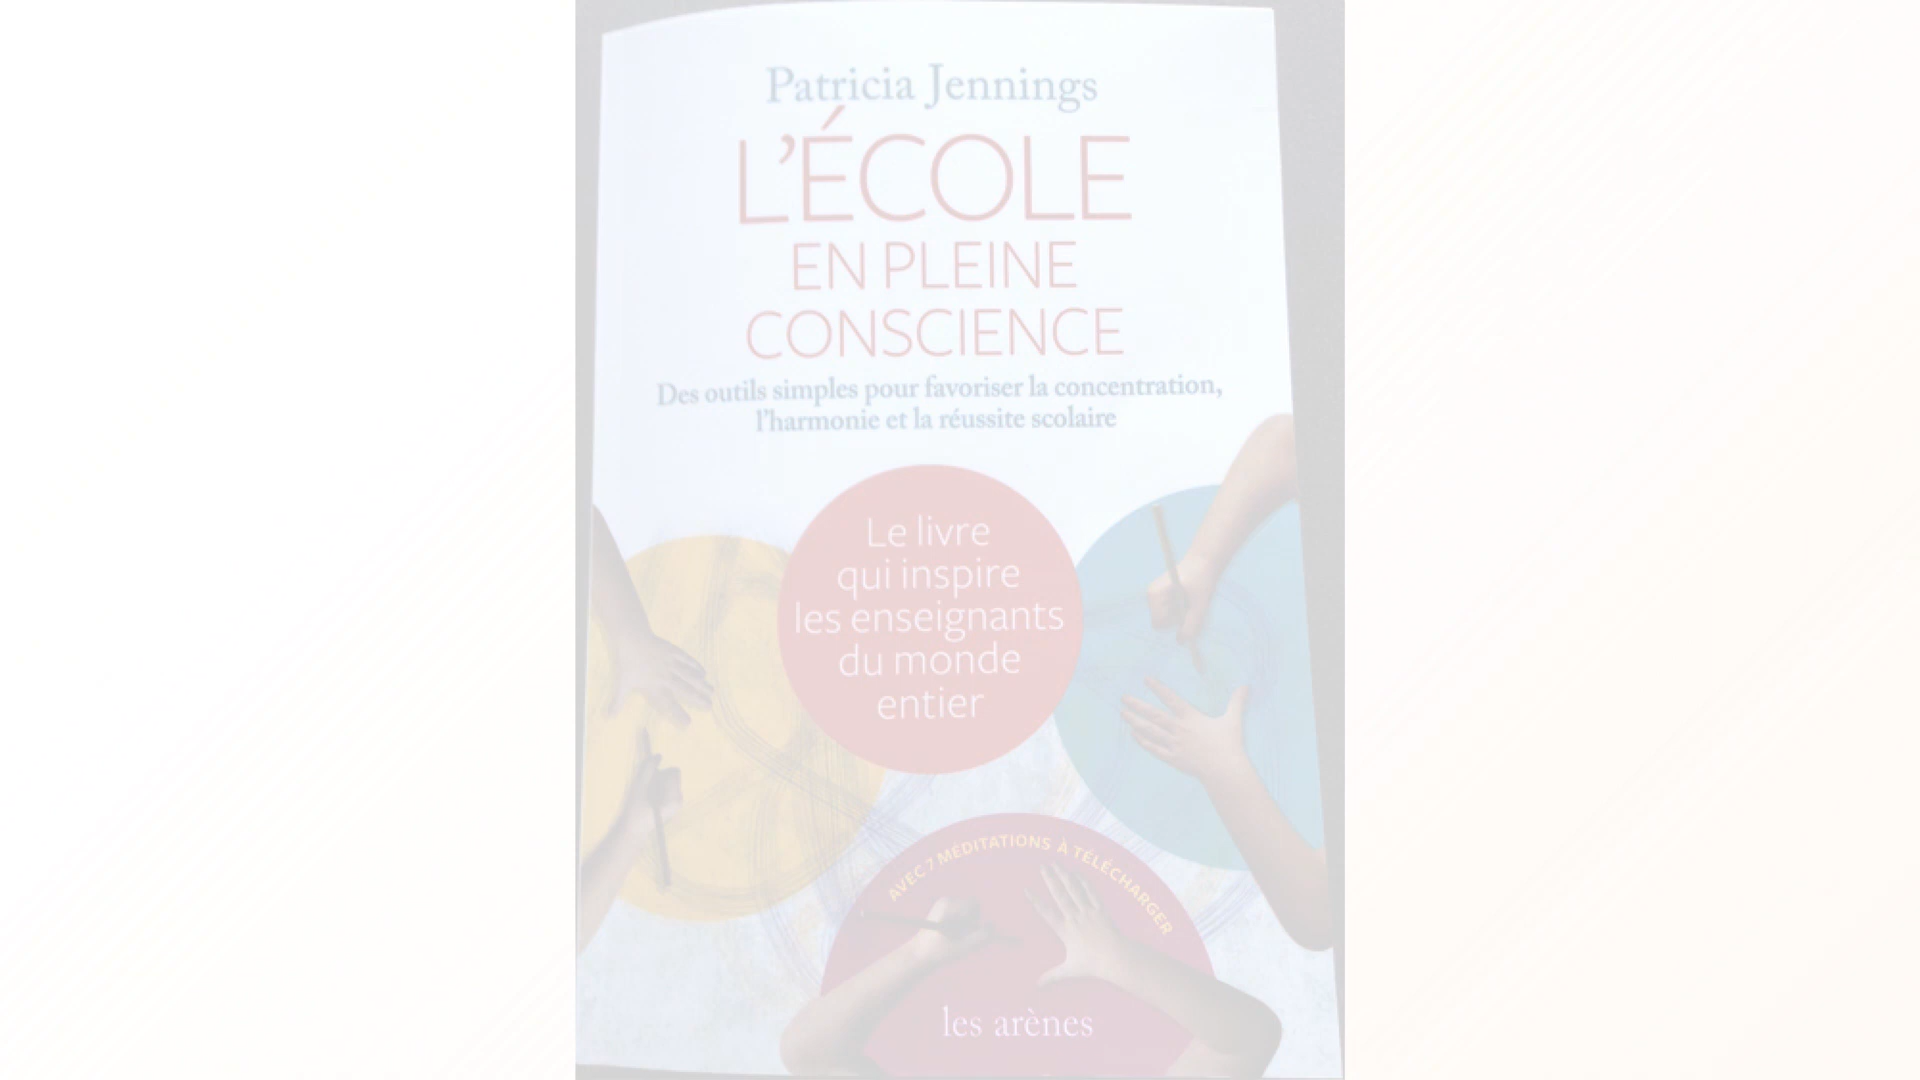 Patricia Jennings
L'ÉCOLE
EN PLEINE
CONSCIENCE
Des outils simples pour favoriser la concentration,
l'harmonie et la réussite scolaire
Le livre
qui inspire
les enseignants
du monde
entier
AVEC 7 MÉDITATIONS À TÉLÉCHARGER
les arènes